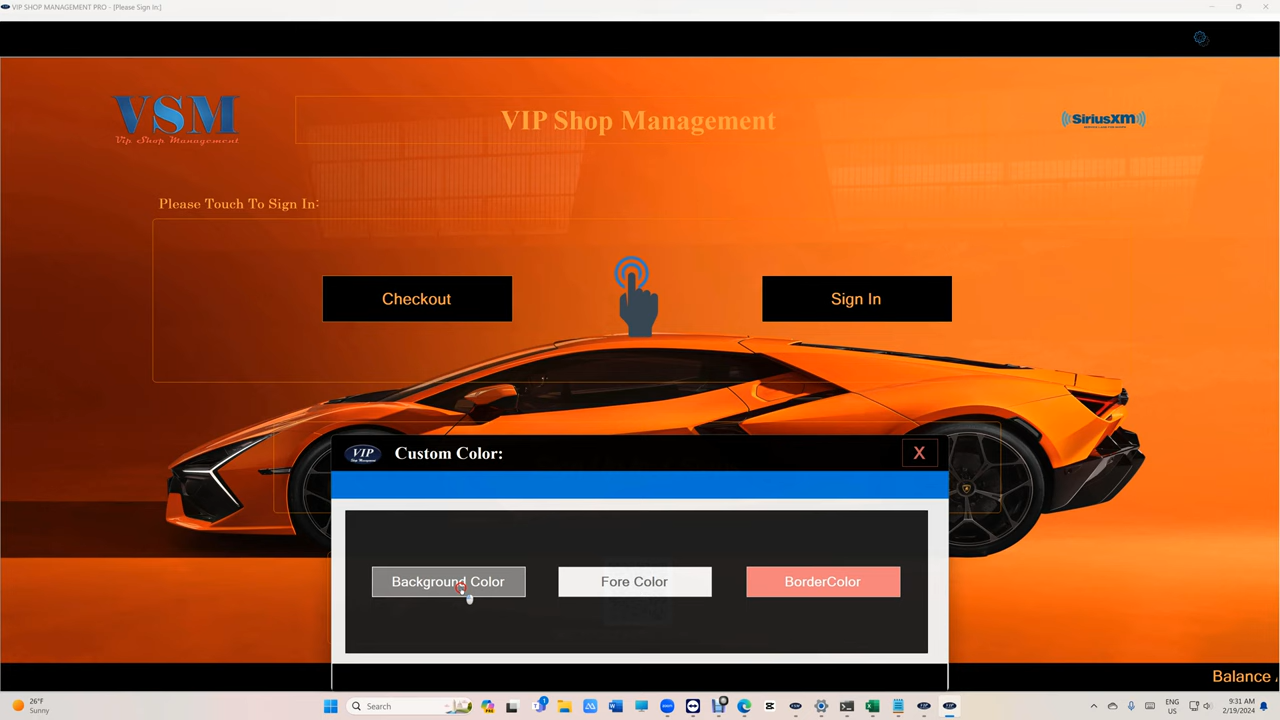 VIP SHOP MANAGEMENT PRO - [Please Sign In:]
VSM
Vip Shop Management
VIP Shop Management
SiriusXM
Please Touch To Sign In:
Checkout
Sign In
VIP
Custom Color:
X
Background Color
Fore Color
BorderColor
Balance
26°F
Sunny
Search
ENG
US
9:31 AM
2/19/2024